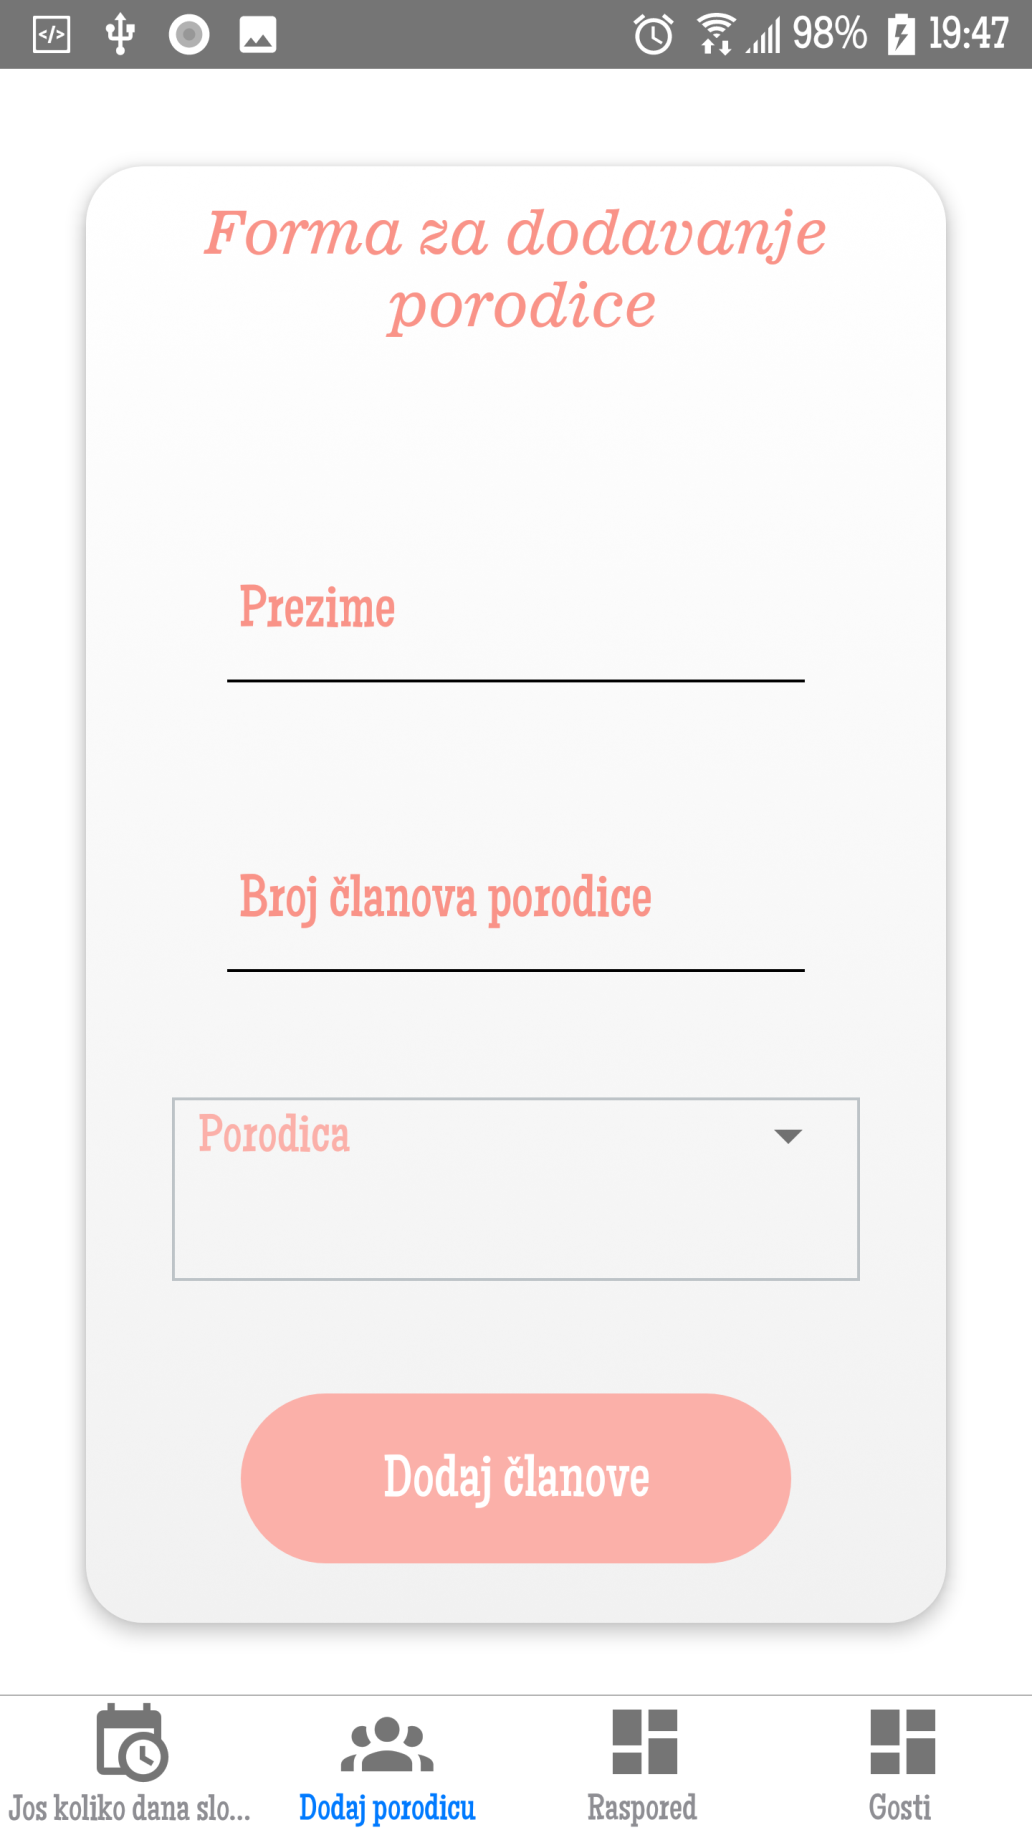 98% 19:47
Forma za dodavanje
porodice
Prezime
Broj članova porodice
Porodica
Dodaj članove
Jos koliko dana slo...
Dodaj porodicu
Raspored
Gosti